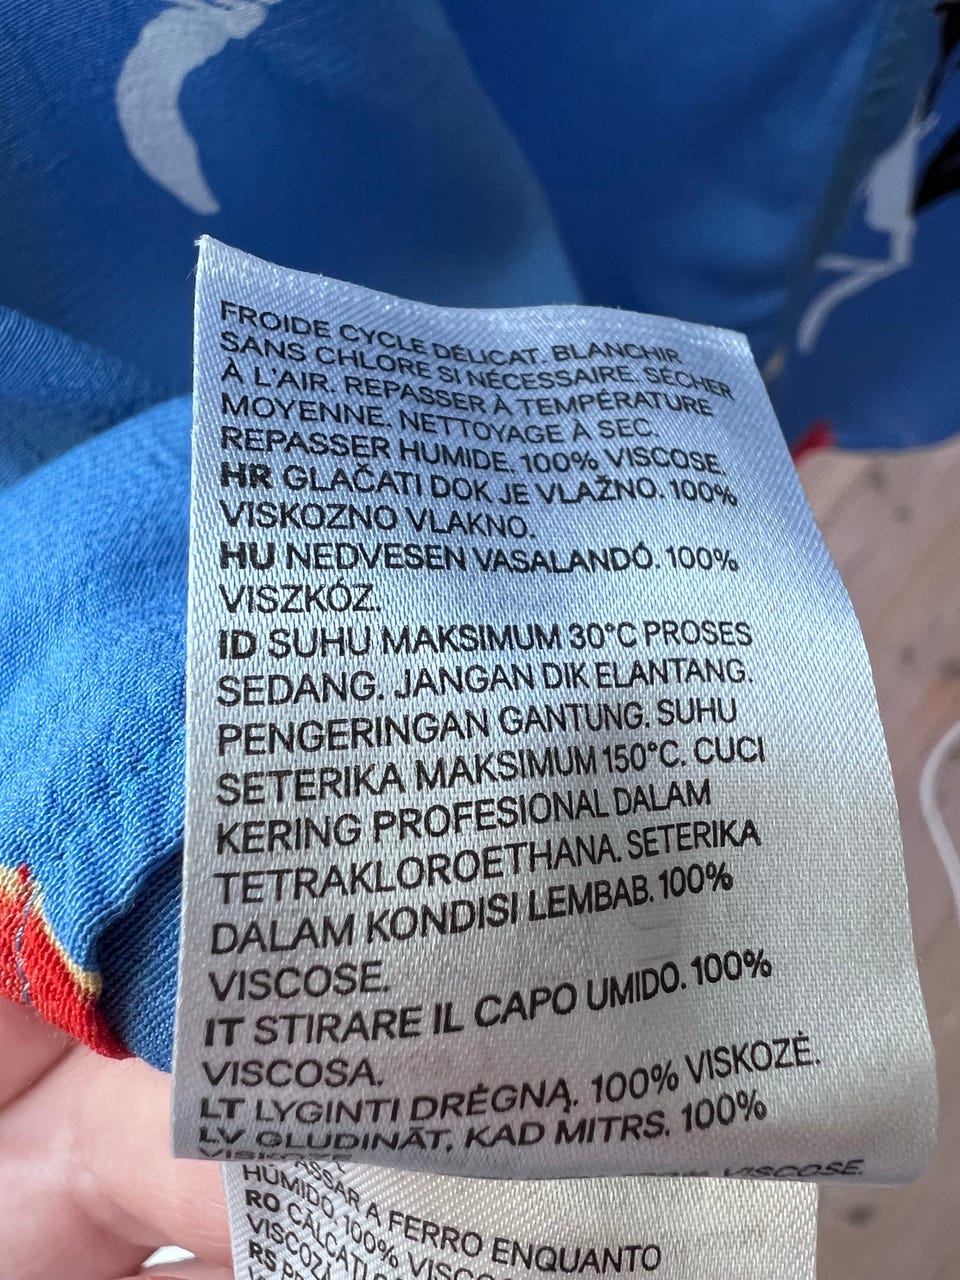 FROIDE CYCLE DÉLICAT. BLANCHIR
SANS CHLORE SI NÉCESSAIRE. SÉCHER
À L'AIR. REPASSER À TEMPÉRATURE
MOYENNE. NETTOYAGE À SEC.
REPASSER HUMIDE. 100% VISCOSE.
HR GLAČATI DOK JE VLAŽNO. 100%
VISKOZNO VLAKNO.
HU NEDVESEN VASALANDÓ. 100%
VISZKÓZ.
ID SUHU MAKSIMUM 30°C PROSES
SEDANG. JANGAN DIK ELANTANG.
PENGERINGAN GANTUNG. SUHU
SETERIKA MAKSIMUM 150°C. CUCI
KERING PROFESIONAL DALAM
TETRAKLOROETHANA. SETERIKA
DALAM KONDISI LEMBAB. 100%
VISCOSE.
IT STIRARE IL CAPO UMIDO. 100%
VISCOSA.
LT LYGINTI DRĖGNĄ. 100% VISKOZĖ.
LV GLUDINĀT, KAD MITRS. 100%
VISKOZE
VISCOSE.
A FERRO ENQUANTO
HÚMIDO. 100%
RO CĂLCAȚI
RS